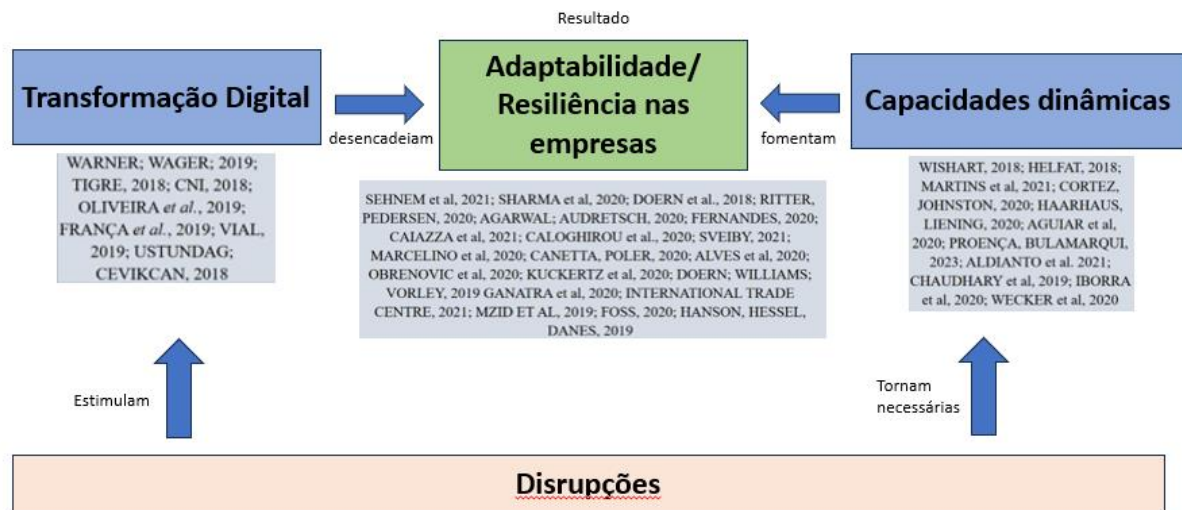 Resultado
Transformação Digital
desencadeiam
Adaptabilidade/
Resiliência nas
empresas
fomentam
Capacidades dinâmicas
WARNER; WAGER; 2019;
TIGRE, 2018; CNI, 2018;
OLIVEIRA et al., 2019;
FRANÇA et al., 2019; VIAL,
2019; USTUNDAG;
CEVIKCAN, 2018
SEHNEM et al, 2021; SHARMA et al, 2020; DOERN et al., 2018; RITTER,
PEDERSEN, 2020; AGARWAL; AUDRETSCH, 2020; FERNANDES, 2020;
CAIAZZA et al, 2021; CALOGHIROU et al., 2020; SVEIBY, 2021;
MARCELINO et al, 2020; CANETTA, POLER, 2020; ALVES et al, 2020;
OBRENOVIC et al, 2020; KUCKERTZ et al, 2020; DOERN; WILLIAMS;
VORLEY, 2019 GANATRA et al, 2020; INTERNATIONAL TRADE
CENTRE, 2021; MZID ET AL, 2019; FOSS, 2020; HANSON, HESSEL,
DANES, 2019
WISHART, 2018; HELFAT, 2018;
MARTINS et al, 2021; CORTEZ,
JOHNSTON, 2020; HAARHAUS,
LIENING, 2020; AGUIAR et al,
2020; PROENÇA, BULAMARQUI,
2023; ALDIANTO et al. 2021;
CHAUDHARY et al, 2019; IBORRA
et al, 2020; WECKER et al, 2020
Estimulam
Tornam
necessárias
Disrupções